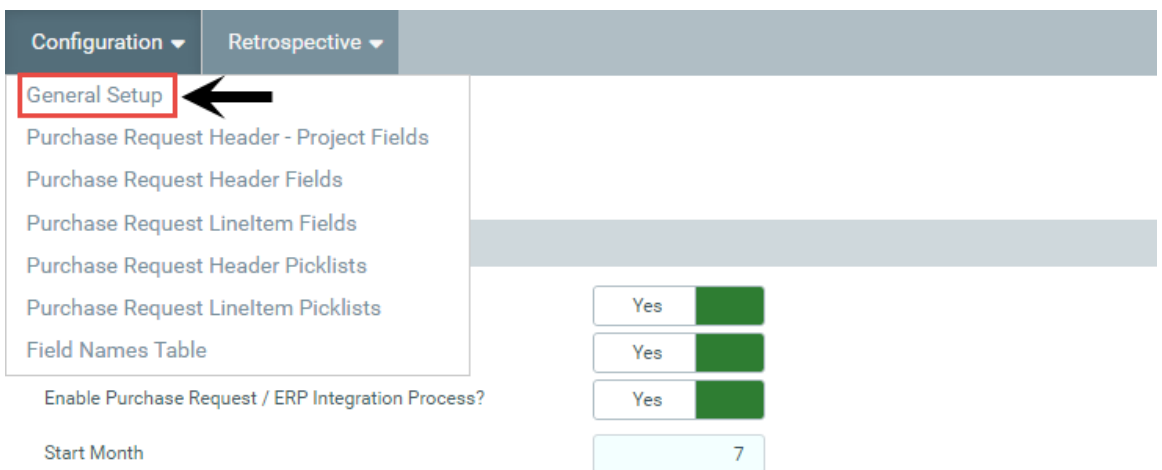 Configuration
Retrospective
General Setup
Purchase Request Header - Project Fields
Purchase Request Header Fields
Purchase Request LineItem Fields
Purchase Request Header Picklists
Purchase Request LineItem Picklists
Yes
Field Names Table
Yes
Enable Purchase Request / ERP Integration Process?
Yes
Start Month
7